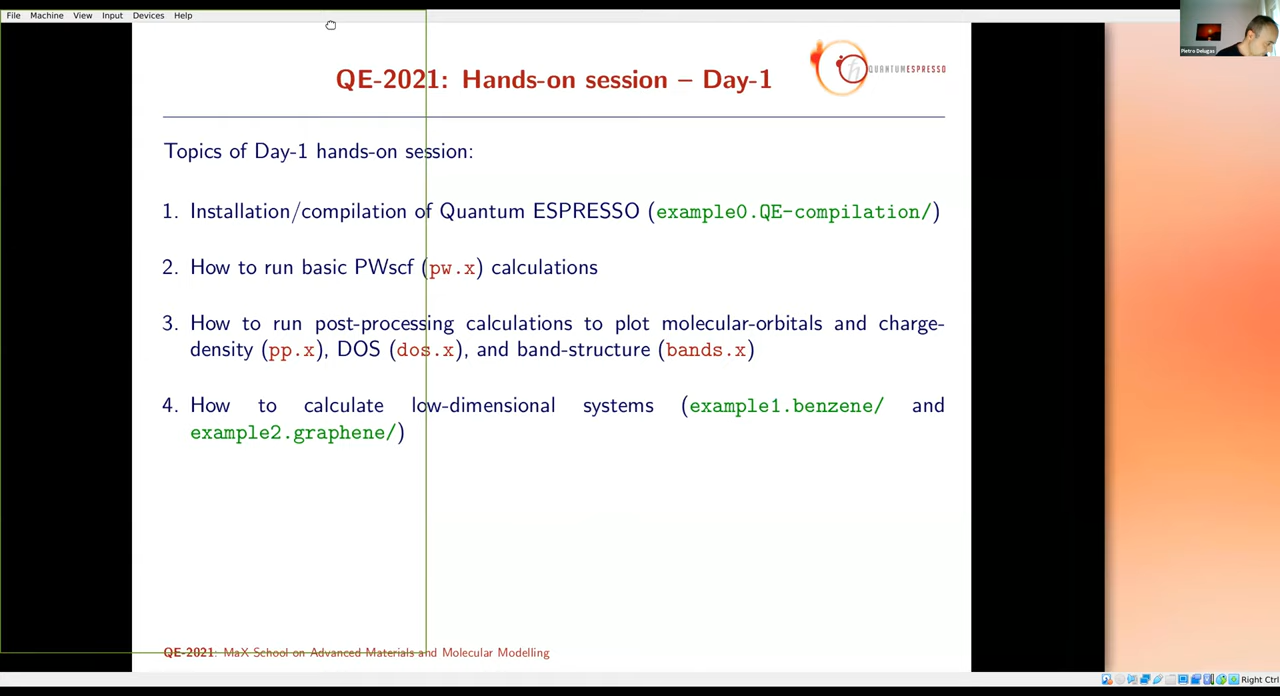 File Machine View Input Devices Help
Pietro Delugas
QE-2021: Hands-on session – Day-1
QUANTUMESPRESSO
Topics of Day-1 hands-on session:
1. Installation/compilation of Quantum ESPRESSO (example0.QE-compilation/)
2. How to run basic PWscf (pw.x) calculations
3. How to run post-processing calculations to plot molecular-orbitals and charge-
density (pp.x), DOS (dos.x), and band-structure (bands.x)
4. How to calculate low-dimensional systems (example1.benzene/ and
example2.graphene/)
QE-2021: MaX School on Advanced Materials and Molecular Modelling
Right Ctrl